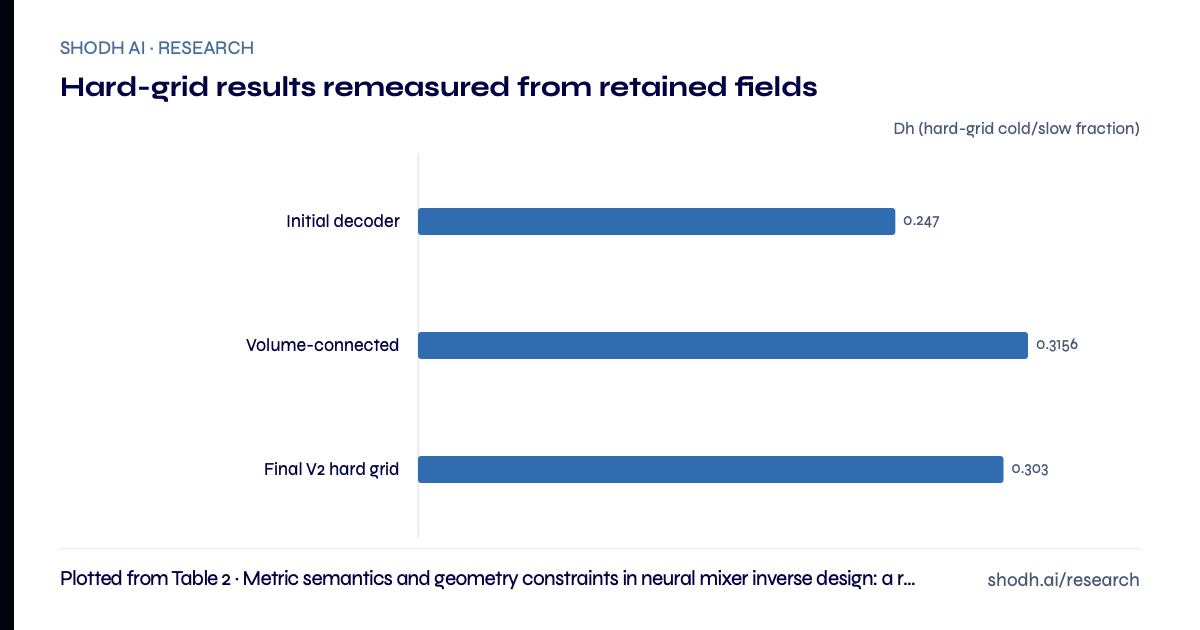 SHODH AI · RESEARCH
Hard-grid results remeasured from retained fields
Dh (hard-grid cold/slow fraction)
Initial decoder
0.247
Volume-connected
0.3156
Final V2 hard grid
0.303
Plotted from Table 2 · Metric semantics and geometry constraints in neural mixer inverse design: a r…
shodh.ai/research